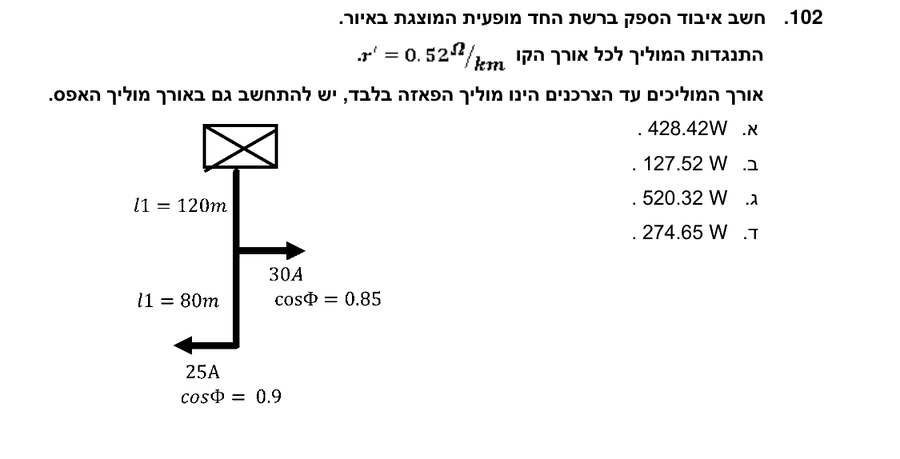 102. חשב איבוד הספק ברשת החד מופעית המוצגת באיור.
התנגדות המוליך לכל אורך הקו r′ = 0.52 Ω/km.
אורך המוליכים עד הצרכנים הינו מוליך הפאזה בלבד, יש להתחשב גם באורך מוליך האפס.
א. 428.42W .
ב. 127.52 W .
ג. 520.32 W .
ד. 274.65 W .
l1 = 120m
30A
cosΦ = 0.85
l1 = 80m
25A
cosΦ = 0.9